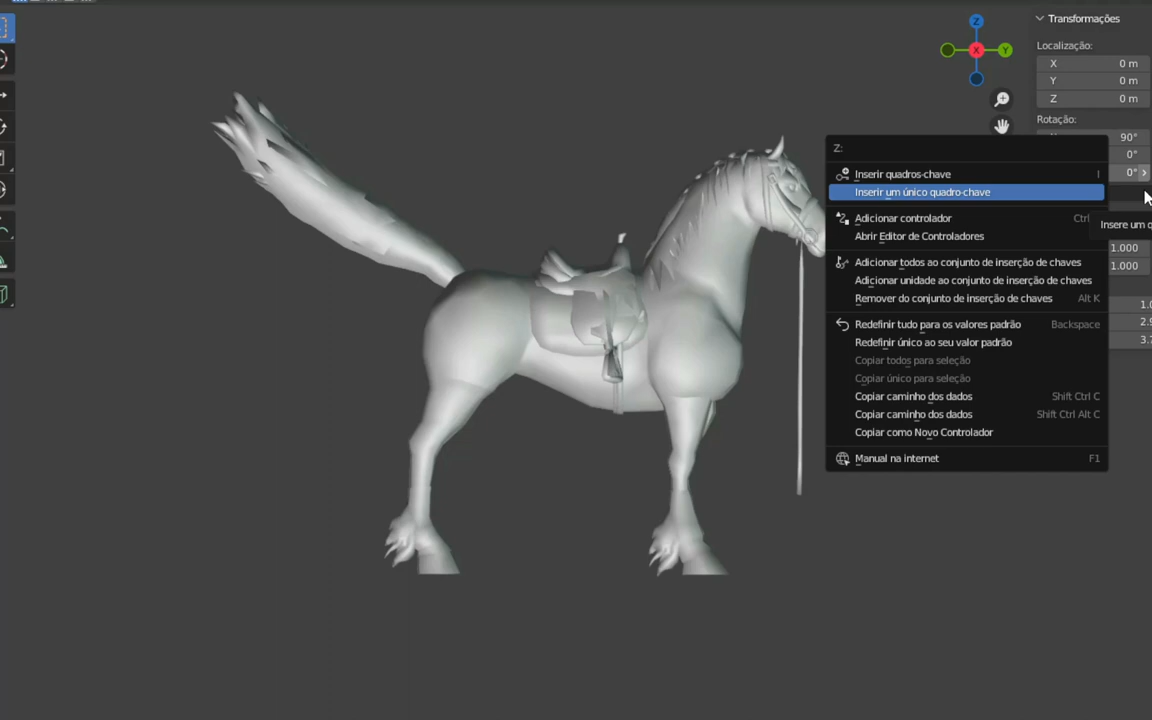 Z
X
Y
Transformações
Localização:
X 0 m
Y 0 m
Z 0 m
Rotação:
90°
0°
0°
Z:
Inserir quadros-chave I
Inserir um único quadro-chave
Adicionar controlador Ctrl
Abrir Editor de Controladores
Insere um
Adicionar todos ao conjunto de inserção de chaves
Adicionar unidade ao conjunto de inserção de chaves
Remover do conjunto de inserção de chaves Alt K
1.000
1.000
Redefinir tudo para os valores padrão Backspace
Redefinir único ao seu valor padrão
Copiar todos para seleção
Copiar único para seleção
Copiar caminho dos dados Shift Ctrl C
Copiar caminho dos dados Shift Ctrl Alt C
Copiar como Novo Controlador
Manual na internet F1